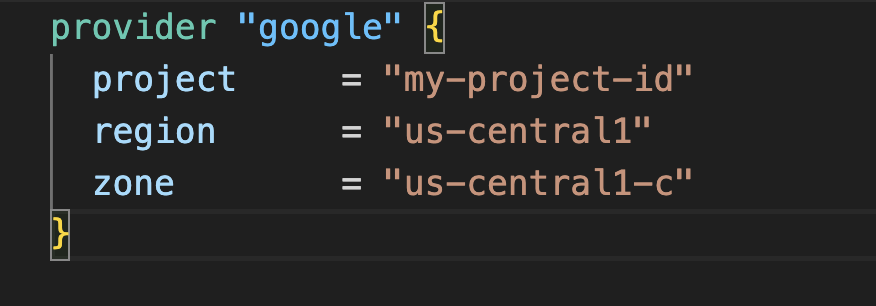 provider "google" {
  project     = "my-project-id"
  region      = "us-central1"
  zone        = "us-central1-c"
}